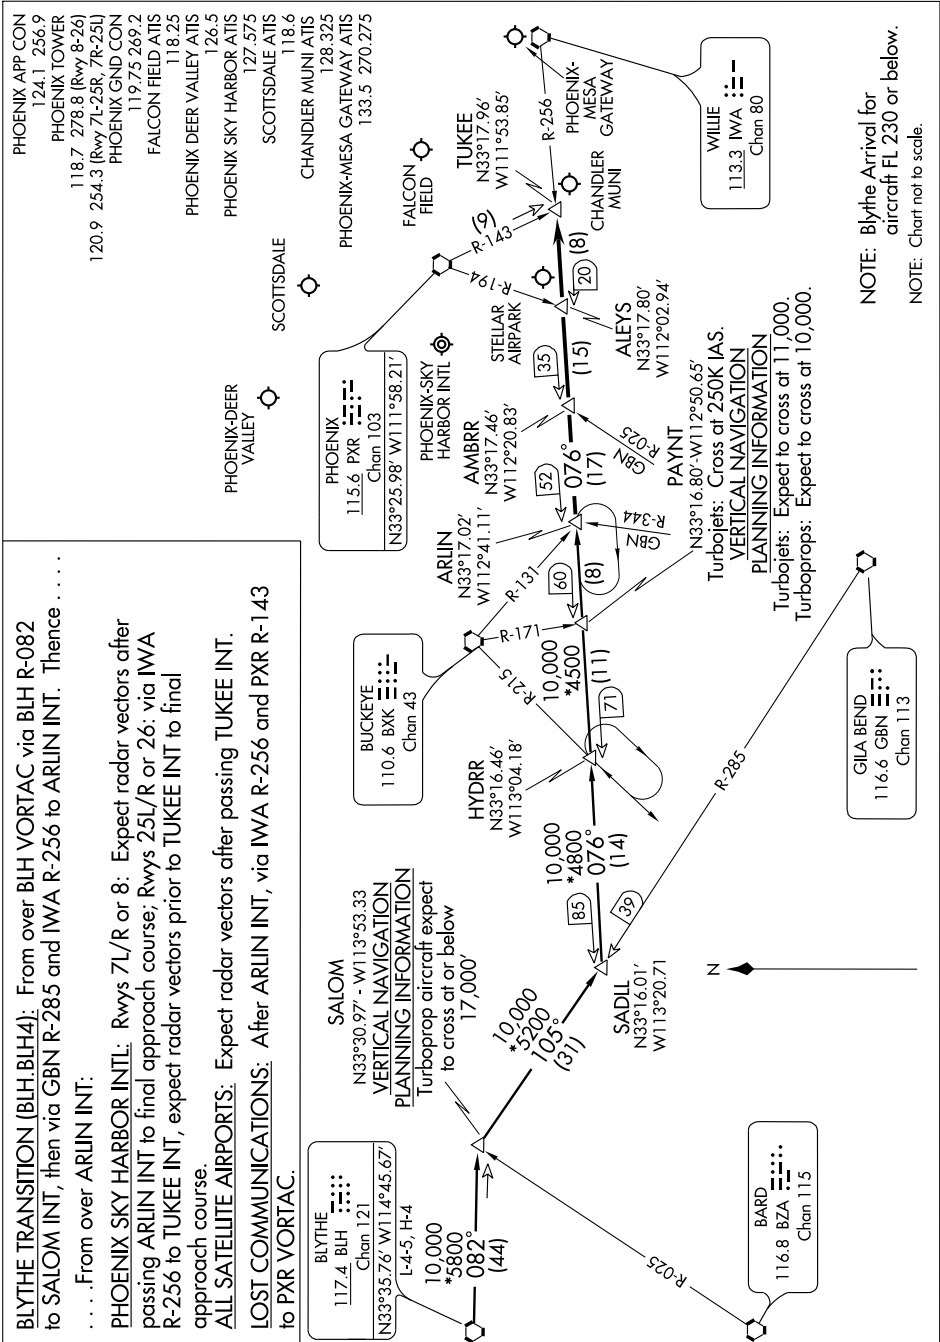 BLYTHE TRANSITION (BLH.BLH4): From over BLH VORTAC via BLH R-082
to SALOM INT, then via GBN R-285 and IWA R-256 to ARLIN INT. Thence . . . .
. . . .From over ARLIN INT:
PHOENIX SKY HARBOR INTL: Rwys 7L/R or 8: Expect radar vectors after
passing ARLIN INT to final approach course; Rwys 25L/R or 26: via IWA
R-256 to TUKEE INT, expect radar vectors prior to TUKEE INT to final
approach course.
ALL SATELLITE AIRPORTS: Expect radar vectors after passing TUKEE INT.
LOST COMMUNICATIONS: After ARLIN INT, via IWA R-256 and PXR R-143
to PXR VORTAC.
PHOENIX APP CON
124.1 256.9
PHOENIX TOWER
118.7 278.8 (Rwy 8-26)
120.9 254.3 (Rwy 7L-25R, 7R-25L)
PHOENIX GND CON
119.75 269.2
FALCON FIELD ATIS
118.25
PHOENIX DEER VALLEY ATIS
126.5
PHOENIX SKY HARBOR ATIS
127.575
SCOTTSDALE ATIS
118.6
CHANDLER MUNI ATIS
128.325
PHOENIX-MESA GATEWAY ATIS
133.5 270.275
PHOENIX-DEER
VALLEY
SCOTTSDALE
FALCON
FIELD
PHOENIX
115.6 PXR
Chan 103
N33°25.98' W111°58.21'
PHOENIX-SKY
HARBOR INTL
STELLAR
AIRPARK
CHANDLER
MUNI
PHOENIX-
MESA
GATEWAY
BUCKEYE
110.6 BXK
Chan 43
BLYTHE
117.4 BLH
Chan 121
N33°35.76' W114°45.67'
L-4-5, H-4
10,000
*5800
082°
(44)
SALOM
N33°30.97' - W113°53.33
VERTICAL NAVIGATION
PLANNING INFORMATION
Turboprop aircraft expect
to cross at or below
17,000'
10,000
*5200
105°
(31)
SADLL
N33°16.01'
W113°20.71
85
39
10,000
*4800
076°
(14)
HYDRR
N33°16.46'
W113°04.18'
R-215
71
10,000
*4500
(11)
R-171
R-131
60
(8)
ARLIN
N33°17.02'
W112°41.11'
52
076°
(17)
R-344
GBN
AMBRR
N33°17.46'
W112°20.83'
R-025
GBN
35
(15)
ALEYS
N33°17.80'
W112°02.94'
R-194
20
(8)
R-143
(9)
TUKEE
N33°17.96'
W111°53.85'
R-256
PAYNT
N33°16.80'-W112°50.65'
Turbojets: Cross at 250K IAS.
VERTICAL NAVIGATION
PLANNING INFORMATION
Turbojets: Expect to cross at 11,000.
Turboprops: Expect to cross at 10,000.
WILLIE
113.3 IWA
Chan 80
R-285
GILA BEND
116.6 GBN
Chan 113
R-025
BARD
116.8 BZA
Chan 115
N
NOTE: Blythe Arrival for
aircraft FL 230 or below.
NOTE: Chart not to scale.